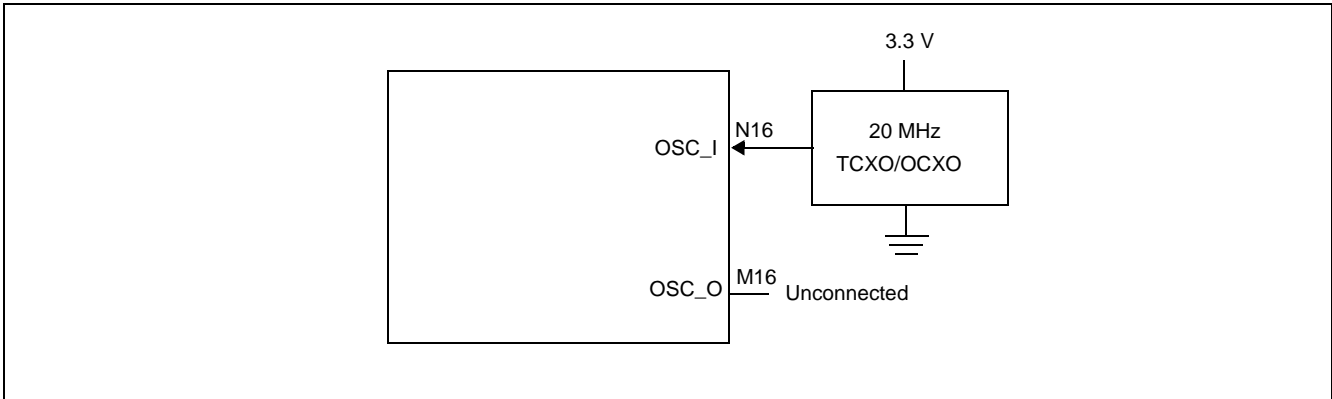 3.3 V
N16
20 MHz
OSC_I
TCXO/OCXO
M16
OSC_O
Unconnected